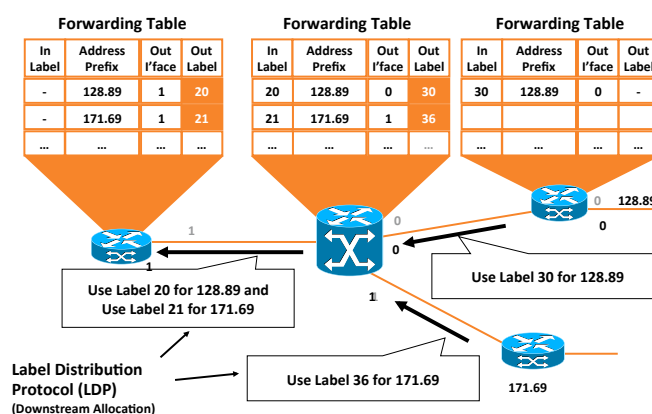 Forwarding Table
In Label Address Prefix Out I'face Out Label
- 128.89 1 20
- 171.69 1 21
... ... ... ...
Forwarding Table
In Label Address Prefix Out I'face Out Label
20 128.89 0 30
21 171.69 1 36
... ... ... ...
Forwarding Table
In Label Address Prefix Out I'face Out Label
30 128.89 0 -
... ... ... ...
0 128.89
0
1
0
0
1
1
Use Label 30 for 128.89
Use Label 20 for 128.89 and
Use Label 21 for 171.69
1
Use Label 36 for 171.69
171.69
Label Distribution
Protocol (LDP)
(Downstream Allocation)